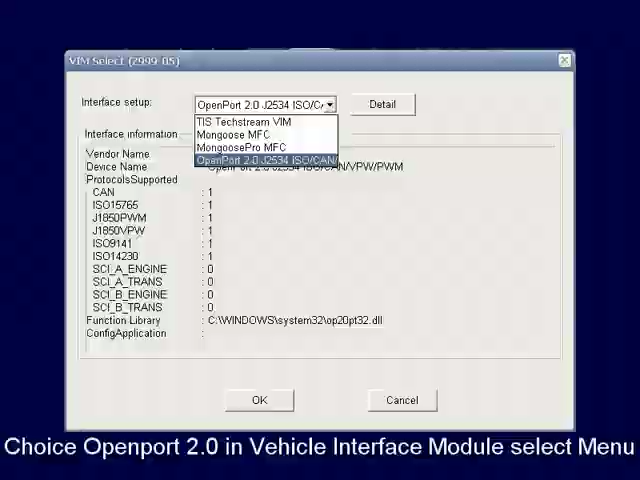 VIM Select (Z999-05)
Interface setup: OpenPort 2.0 J2534 ISO/CA Detail
TIS Techstream VIM
Mongoose MFC
MongoosePro MFC
OpenPort 2.0 J2534 ISO/CAN/
Interface information
Vendor Name
Device Name : OpenPort 2.0 J2534 ISO/CAN/VPW/PWM
ProtocolsSupported
CAN : 1
ISO15765 : 1
J1850PWM : 1
J1850VPW : 1
ISO9141 : 1
ISO14230 : 1
SCI_A_ENGINE : 0
SCI_A_TRANS : 0
SCI_B_ENGINE : 0
SCI_B_TRANS : 0
Function Library : C:\WINDOWS\system32\op20pt32.dll
ConfigApplication :
OK Cancel
Choice Openport 2.0 in Vehicle Interface Module select Menu